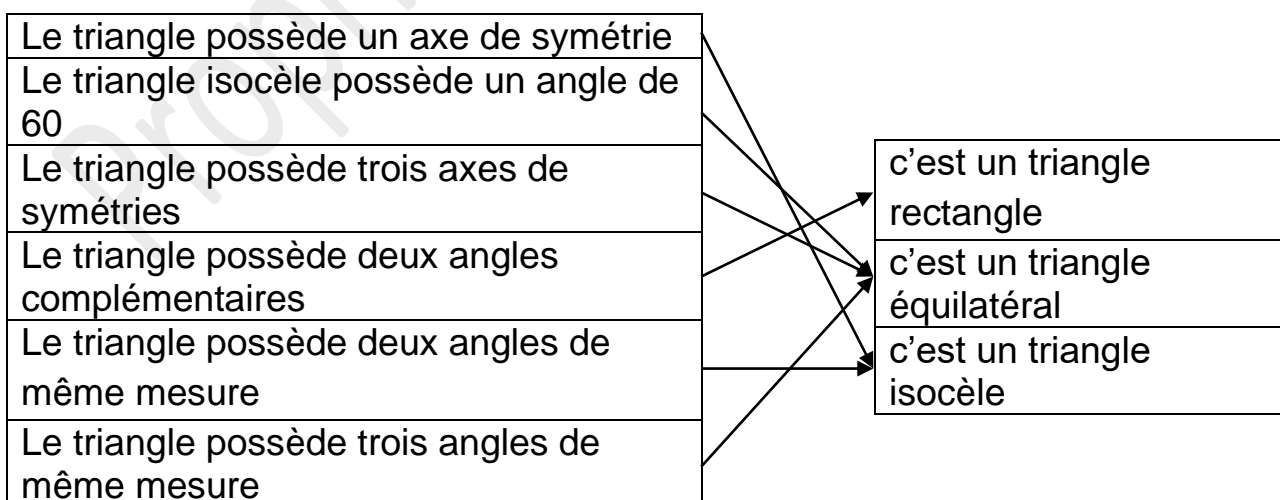 Le triangle possède un axe de symétrie
Le triangle isocèle possède un angle de
60
Le triangle possède trois axes de
symétries
Le triangle possède deux angles
complémentaires
Le triangle possède deux angles de
même mesure
Le triangle possède trois angles de
même mesure
c’est un triangle
rectangle
c’est un triangle
équilatéral
c’est un triangle
isocèle